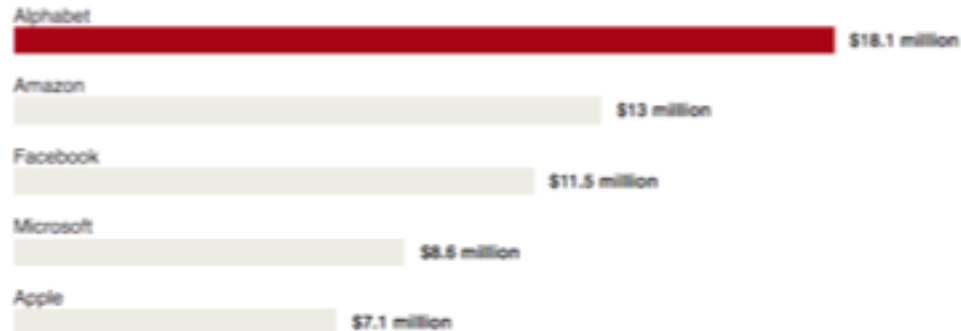 Alphabet
$18.1 million
Amazon
$13 million
Facebook
$11.5 million
Microsoft
$8.6 million
Apple
$7.1 million